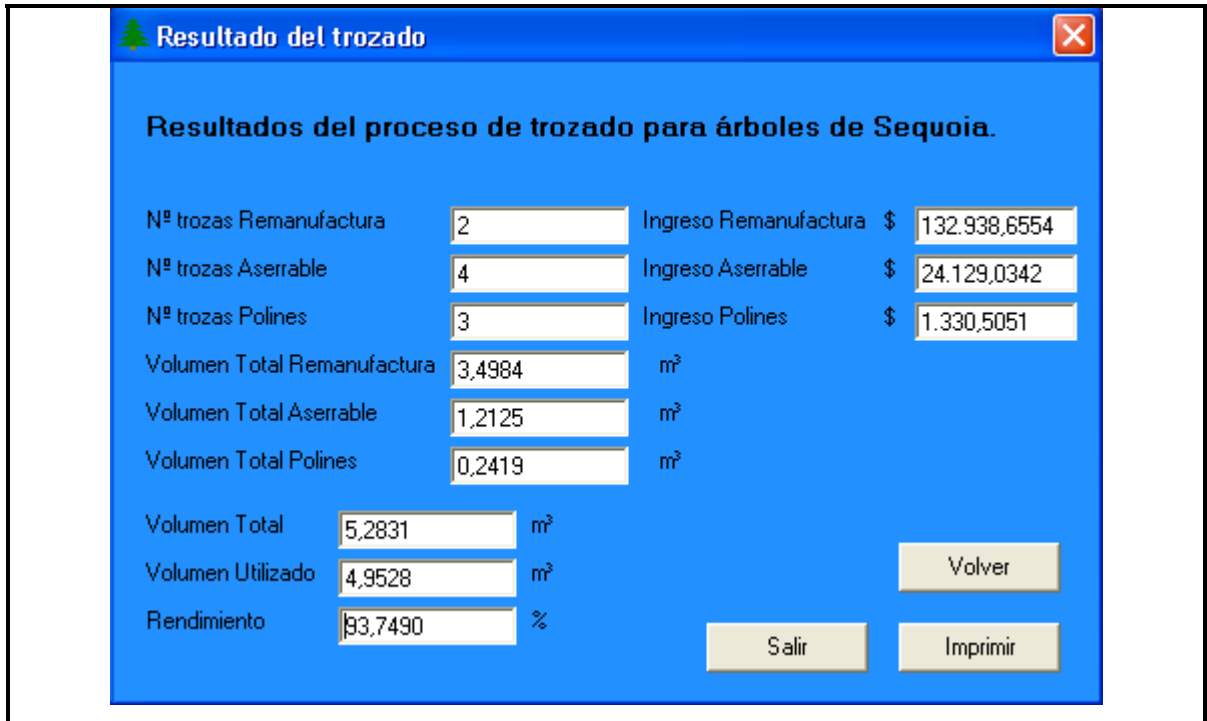 Resultado del trozado
Resultados del proceso de trozado para árboles de Sequoia.
Nº trozas Remanufactura 2 Ingreso Remanufactura $ 132.938,6554
Nº trozas Aserrable 4 Ingreso Aserrable $ 24.129,0342
Nº trozas Polines 3 Ingreso Polines $ 1.330,5051
Volumen Total Remanufactura 3,4984 m³
Volumen Total Aserrable 1,2125 m³
Volumen Total Polines 0,2419 m³
Volumen Total 5,2831 m³
Volumen Utilizado 4,9528 m³
Volver
Rendimiento 93,7490 %
Salir Imprimir